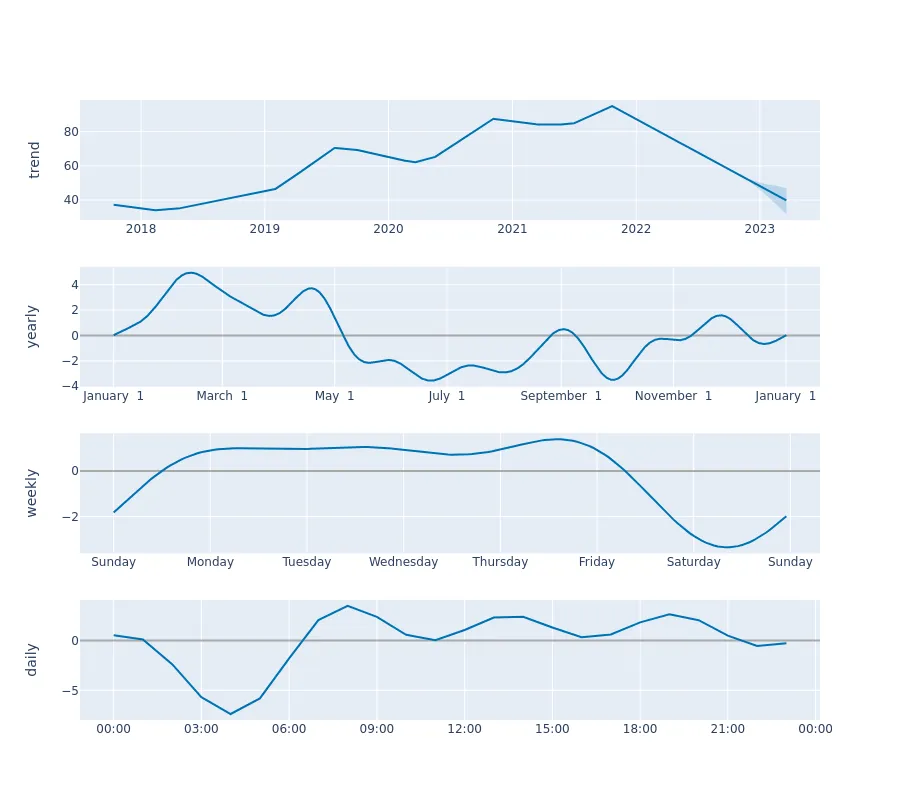 trend
80
60
40
2018 2019 2020 2021 2022 2023
yearly
4
2
0
−2
−4
January 1 March 1 May 1 July 1 September 1 November 1 January 1
weekly
0
−2
Sunday Monday Tuesday Wednesday Thursday Friday Saturday Sunday
daily
0
−5
00:00 03:00 06:00 09:00 12:00 15:00 18:00 21:00 00:00